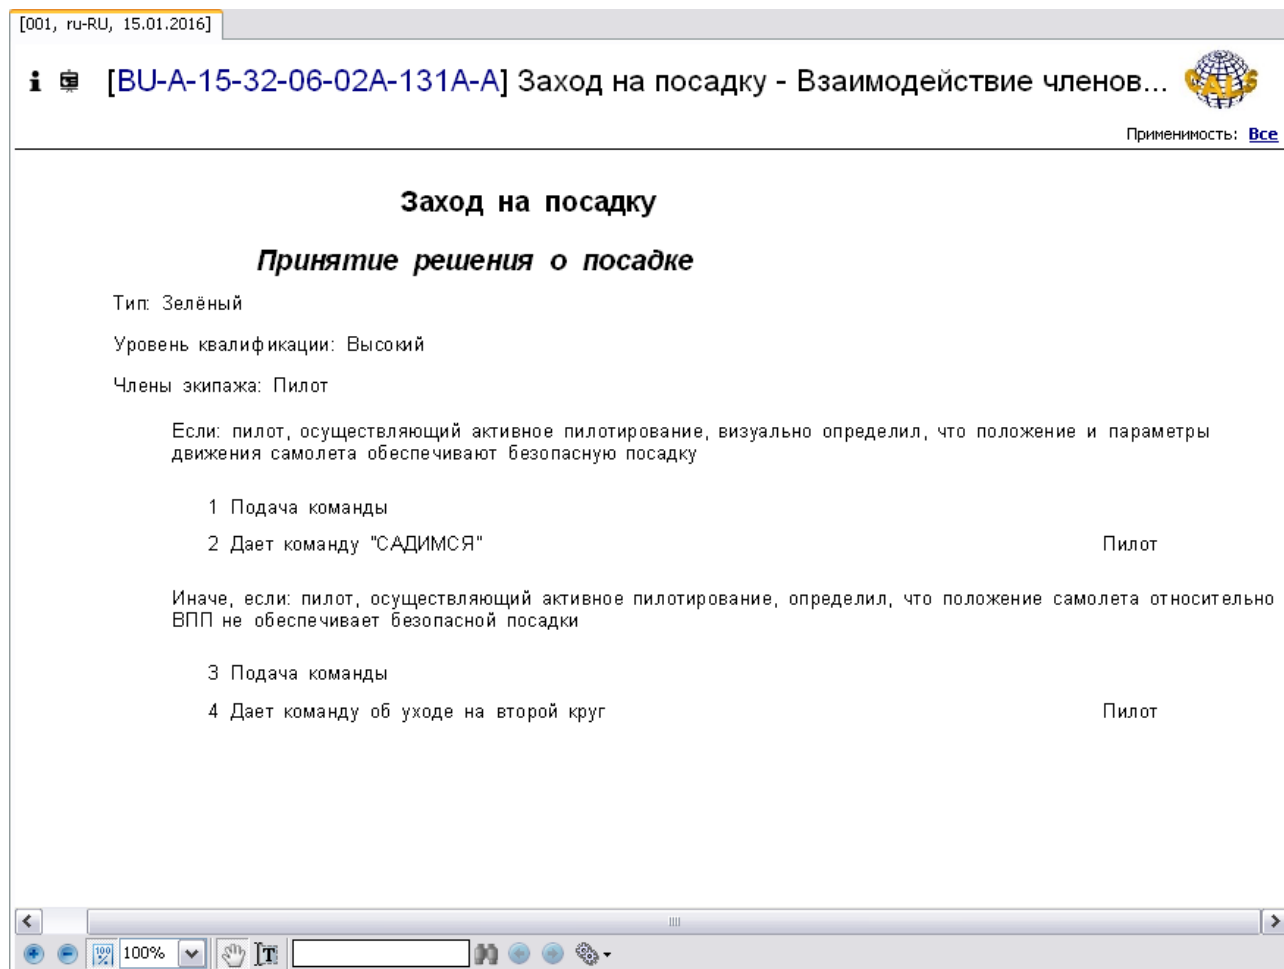 [001, ru-RU, 15.01.2016]
[BU-A-15-32-06-02A-131A-A] Заход на посадку - Взаимодействие членов...
CALS
Применимость: Все
Заход на посадку
Принятие решения о посадке
Тип: Зелёный
Уровень квалификации: Высокий
Члены экипажа: Пилот
Если: пилот, осуществляющий активное пилотирование, визуально определил, что положение и параметры
движения самолета обеспечивают безопасную посадку
1 Подача команды
2 Дает команду "САДИМСЯ" Пилот
Иначе, если: пилот, осуществляющий активное пилотирование, определил, что положение самолета относительно
ВПП не обеспечивает безопасной посадки
3 Подача команды
4 Дает команду об уходе на второй круг Пилот
100%